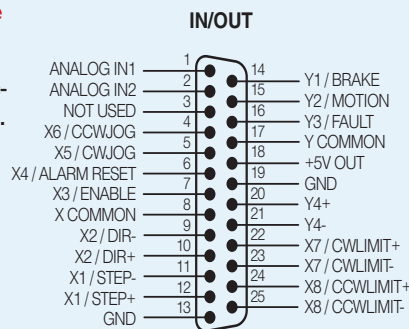 e
IN/OUT
-
.
1
ANALOG IN1
2
ANALOG IN2
3
NOT USED
4
X6 / CCWJOG
5
X5 / CWJOG
6
X4 / ALARM RESET
7
X3 / ENABLE
8
X COMMON
9
X2 / DIR-
10
X2 / DIR+
11
X1 / STEP-
12
X1 / STEP+
13
GND
14
Y1 / BRAKE
15
Y2 / MOTION
16
Y3 / FAULT
17
Y COMMON
18
+5V OUT
19
GND
20
Y4+
21
Y4-
22
X7 / CWLIMIT+
23
X7 / CWLIMIT-
24
X8 / CCWLIMIT+
25
X8 / CCWLIMIT-